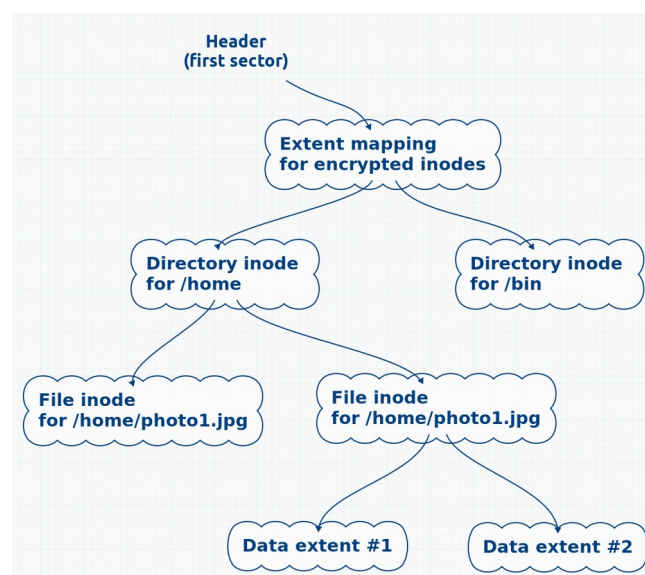 Header
(first sector)
Extent mapping
for encrypted inodes
Directory inode
for /home
Directory inode
for /bin
File inode
for /home/photo1.jpg
File inode
for /home/photo1.jpg
Data extent #1
Data extent #2